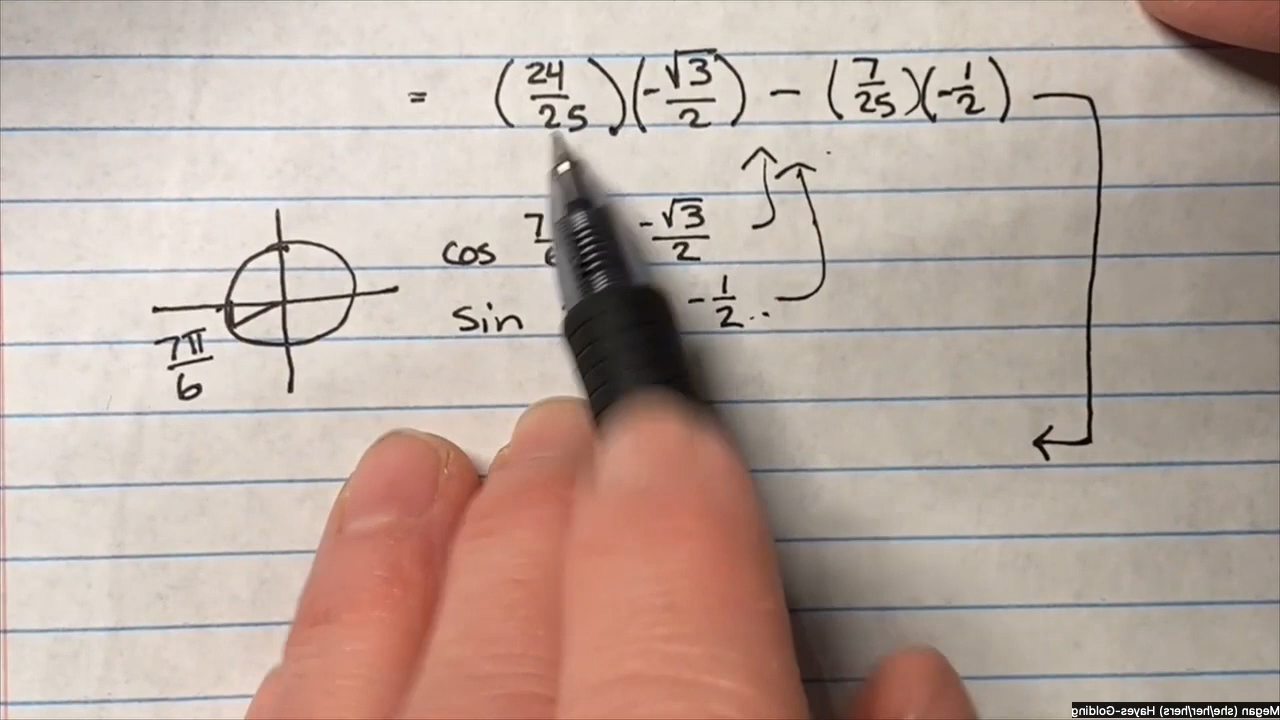 = (24/25)(-√3/2) - (7/25)(-1/2)
cos 7/6 -√3/2
sin -1/2
7π/6
Megan (she/her/hers) Hayes-Golding